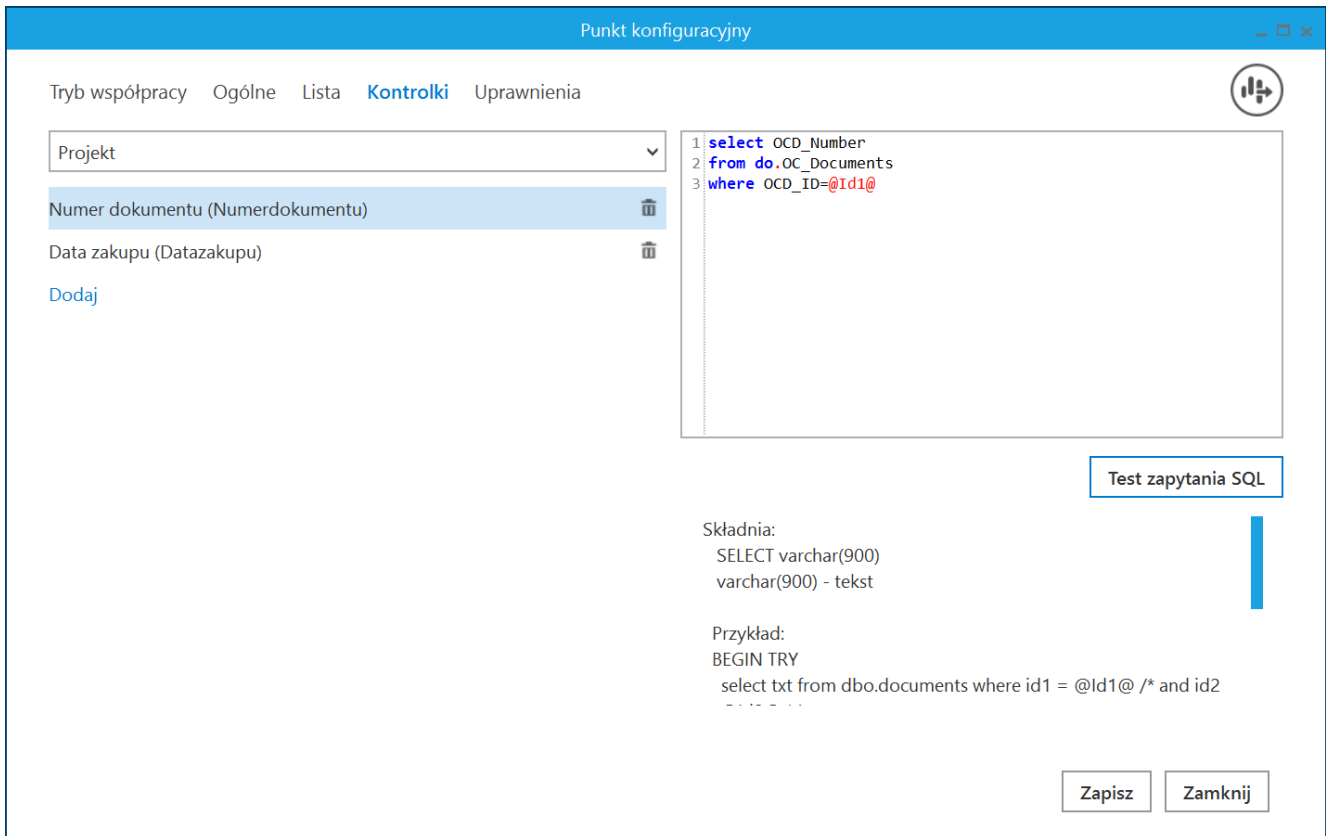 Punkt konfiguracyjny
Tryb współpracy Ogólne Lista Kontrolki Uprawnienia
Projekt
Numer dokumentu (Numerdokumentu)
Data zakupu (Datazakupu)
Dodaj
1 select OCD_Number
2 from do.OC_Documents
3 where OCD_ID=@Id1@
Test zapytania SQL
Składnia:
SELECT varchar(900)
varchar(900) - tekst
Przykład:
BEGIN TRY
select txt from dbo.documents where id1 = @Id1@ /* and id2
Zapisz Zamknij